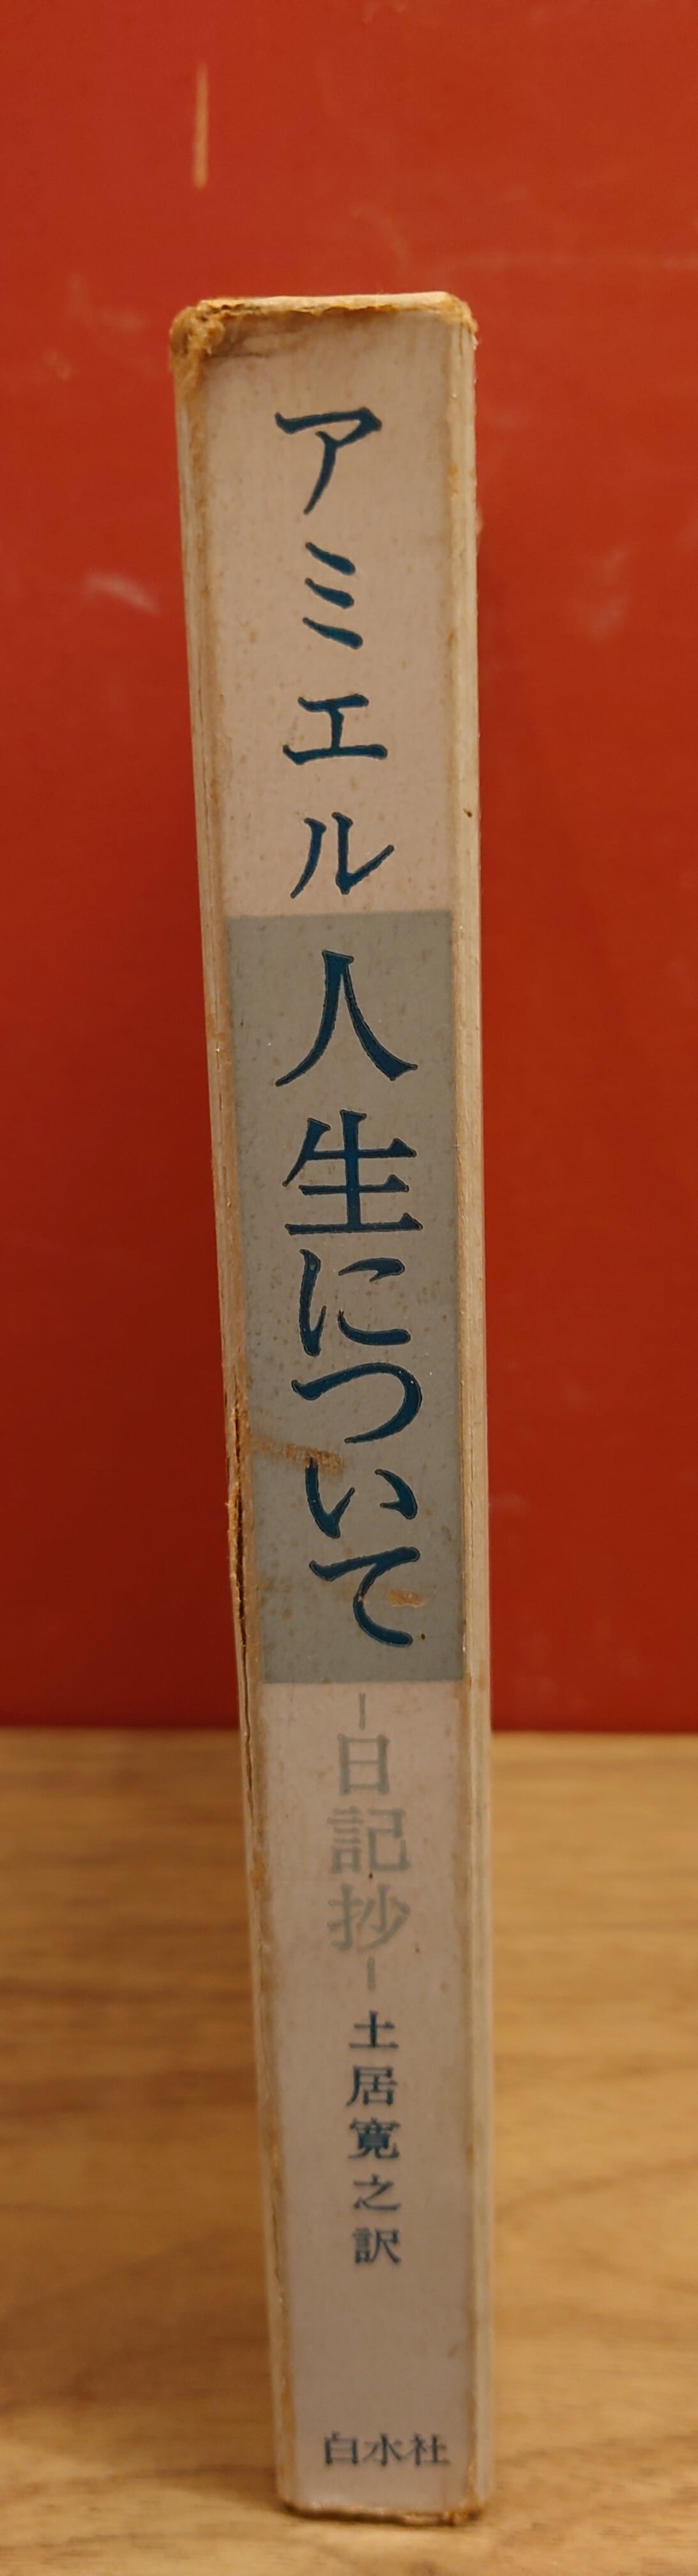 アミエル
人生について
－日記抄－
土居寛之訳
白水社